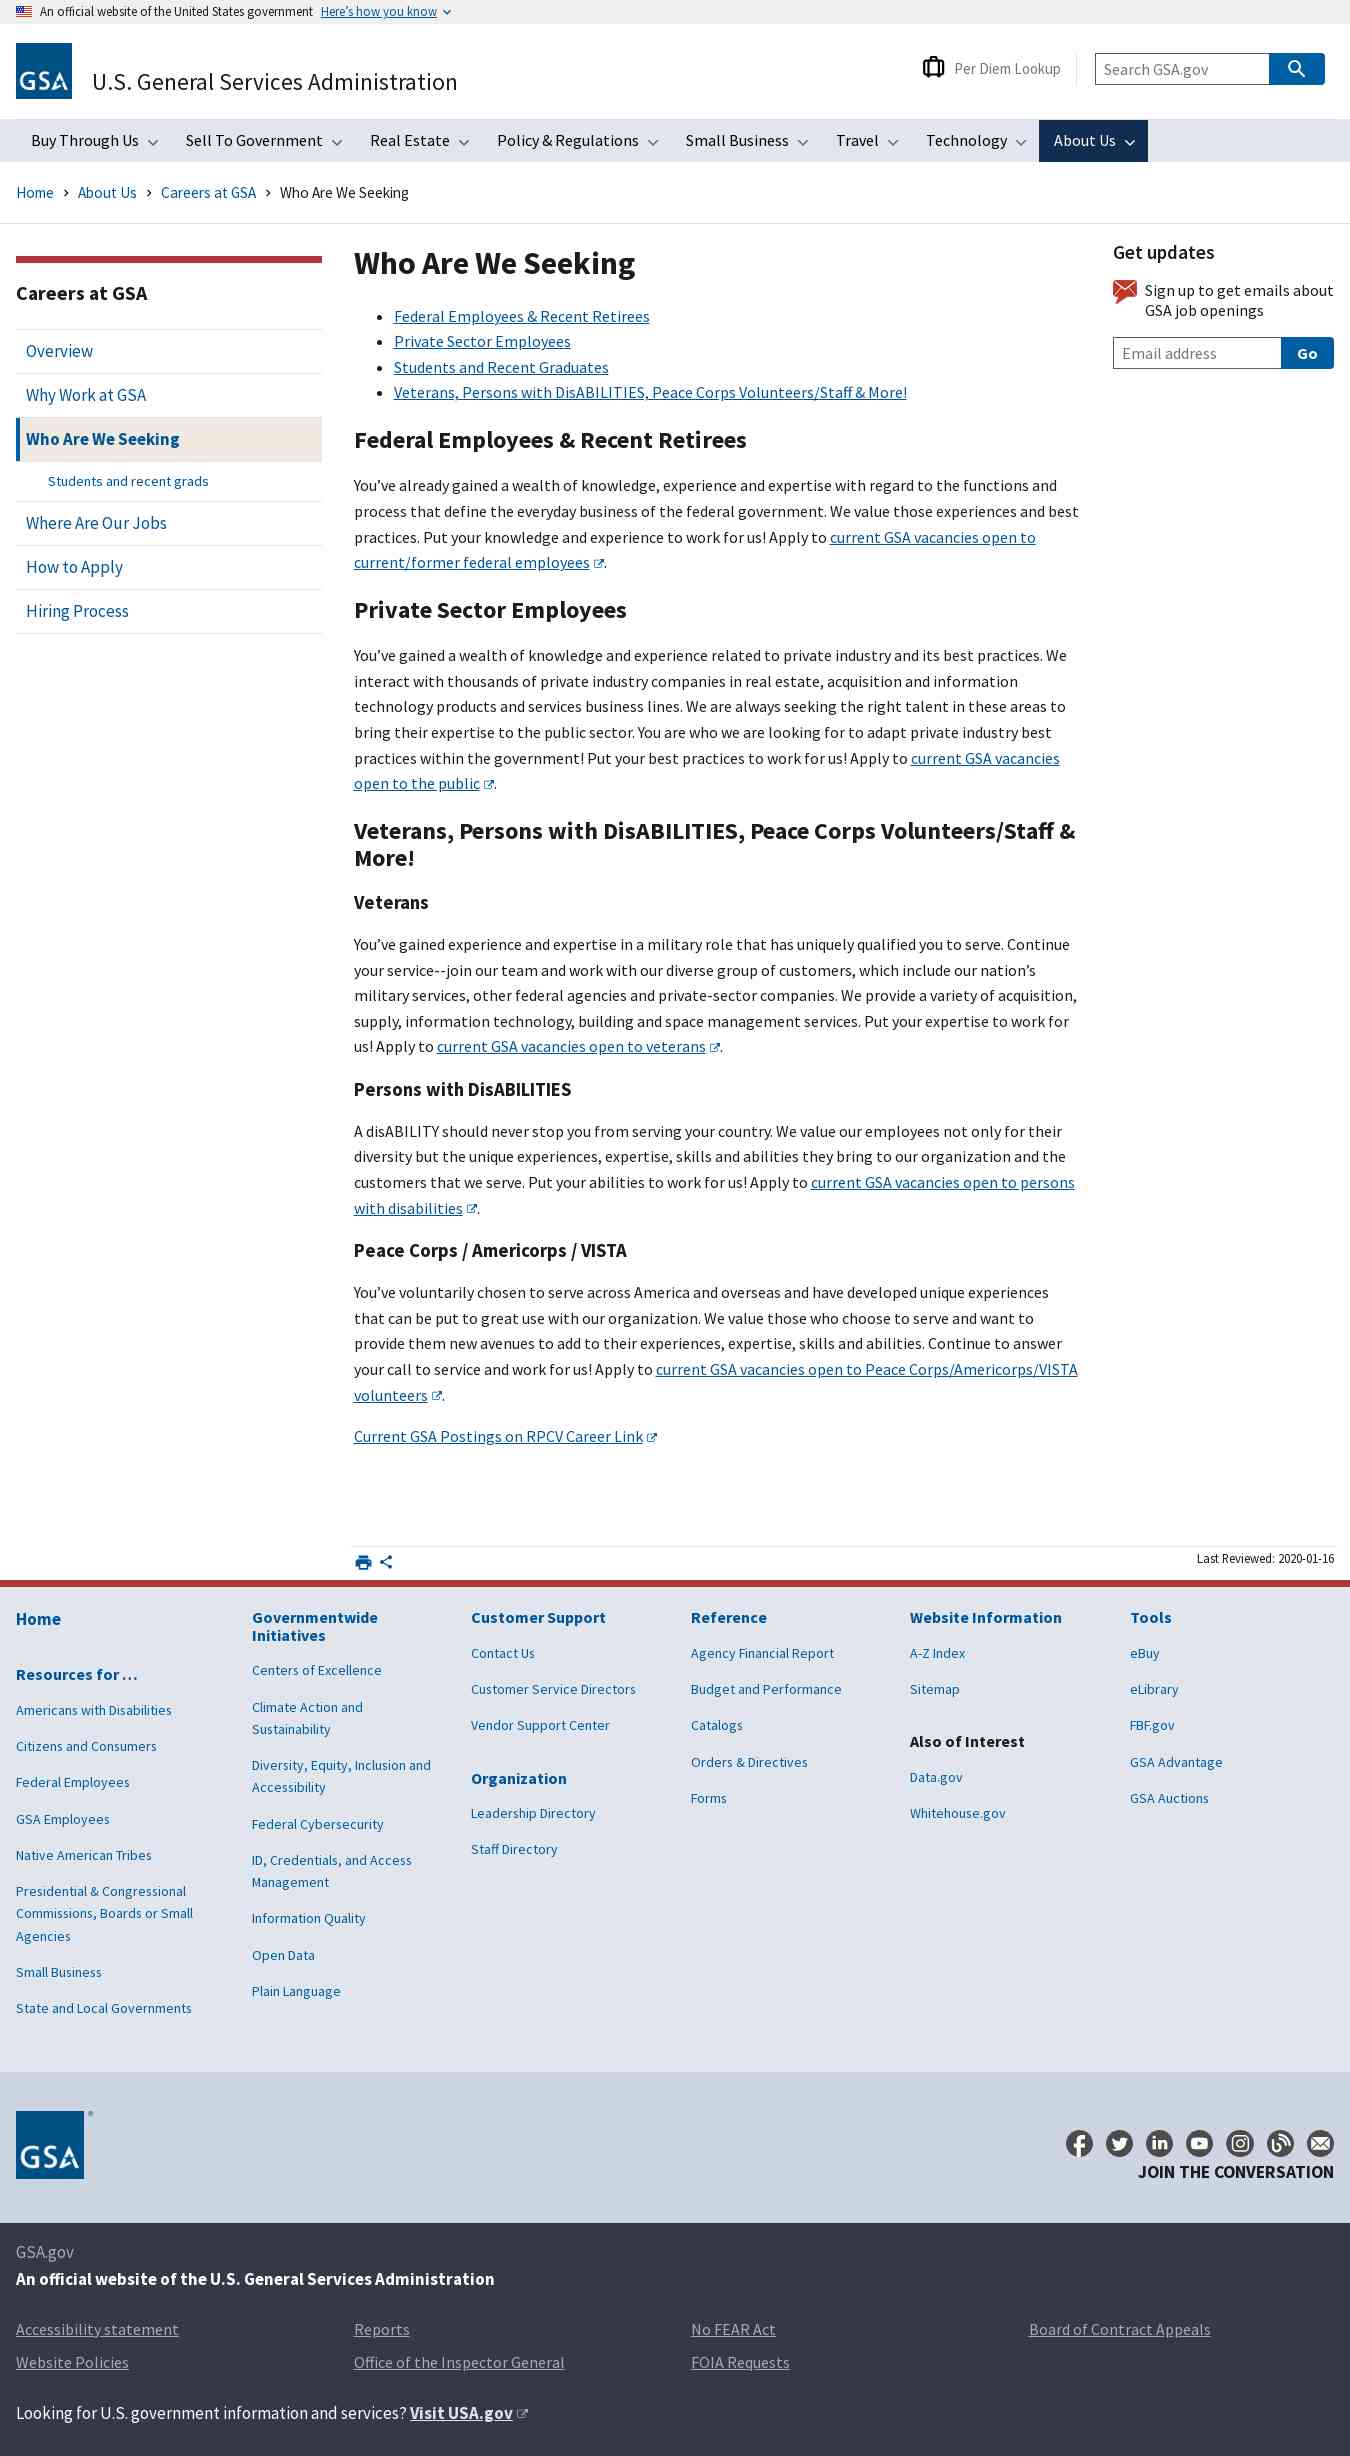 An official website of the United States government Here's how you know
GSA
U.S. General Services Administration
Per Diem Lookup
Search GSA.gov
Buy Through Us Sell To Government Real Estate Policy & Regulations Small Business Travel Technology About Us
Home › About Us › Careers at GSA › Who Are We Seeking
Careers at GSA
Overview
Why Work at GSA
Who Are We Seeking
Students and recent grads
Where Are Our Jobs
How to Apply
Hiring Process
Who Are We Seeking
• Federal Employees & Recent Retirees
• Private Sector Employees
• Students and Recent Graduates
• Veterans, Persons with DisABILITIES, Peace Corps Volunteers/Staff & More!
Federal Employees & Recent Retirees
You’ve already gained a wealth of knowledge, experience and expertise with regard to the functions and
process that define the everyday business of the federal government. We value those experiences and best
practices. Put your knowledge and experience to work for us! Apply to current GSA vacancies open to
current/former federal employees.
Private Sector Employees
You’ve gained a wealth of knowledge and experience related to private industry and its best practices. We
interact with thousands of private industry companies in real estate, acquisition and information
technology products and services business lines. We are always seeking the right talent in these areas to
bring their expertise to the public sector. You are who we are looking for to adapt private industry best
practices within the government! Put your best practices to work for us! Apply to current GSA vacancies
open to the public.
Veterans, Persons with DisABILITIES, Peace Corps Volunteers/Staff &
More!
Veterans
You’ve gained experience and expertise in a military role that has uniquely qualified you to serve. Continue
your service--join our team and work with our diverse group of customers, which include our nation’s
military services, other federal agencies and private-sector companies. We provide a variety of acquisition,
supply, information technology, building and space management services. Put your expertise to work for
us! Apply to current GSA vacancies open to veterans.
Persons with DisABILITIES
A disABILITY should never stop you from serving your country. We value our employees not only for their
diversity but the unique experiences, expertise, skills and abilities they bring to our organization and the
customers that we serve. Put your abilities to work for us! Apply to current GSA vacancies open to persons
with disabilities.
Peace Corps / Americorps / VISTA
You’ve voluntarily chosen to serve across America and overseas and have developed unique experiences
that can be put to great use with our organization. We value those who choose to serve and want to
provide them new avenues to add to their experiences, expertise, skills and abilities. Continue to answer
your call to service and work for us! Apply to current GSA vacancies open to Peace Corps/Americorps/VISTA
volunteers.
Current GSA Postings on RPCV Career Link
Get updates
Sign up to get emails about
GSA job openings
Email address Go
Last Reviewed: 2020-01-16
Home
Resources for …
Americans with Disabilities
Citizens and Consumers
Federal Employees
GSA Employees
Native American Tribes
Presidential & Congressional
Commissions, Boards or Small
Agencies
Small Business
State and Local Governments
Governmentwide
Initiatives
Centers of Excellence
Climate Action and
Sustainability
Diversity, Equity, Inclusion and
Accessibility
Federal Cybersecurity
ID, Credentials, and Access
Management
Information Quality
Open Data
Plain Language
Customer Support
Contact Us
Customer Service Directors
Vendor Support Center
Organization
Leadership Directory
Staff Directory
Reference
Agency Financial Report
Budget and Performance
Catalogs
Orders & Directives
Forms
Website Information
A-Z Index
Sitemap
Also of Interest
Data.gov
Whitehouse.gov
Tools
eBuy
eLibrary
FBF.gov
GSA Advantage
GSA Auctions
GSA®
JOIN THE CONVERSATION
GSA.gov
An official website of the U.S. General Services Administration
Accessibility statement Reports No FEAR Act Board of Contract Appeals
Website Policies Office of the Inspector General FOIA Requests
Looking for U.S. government information and services? Visit USA.gov